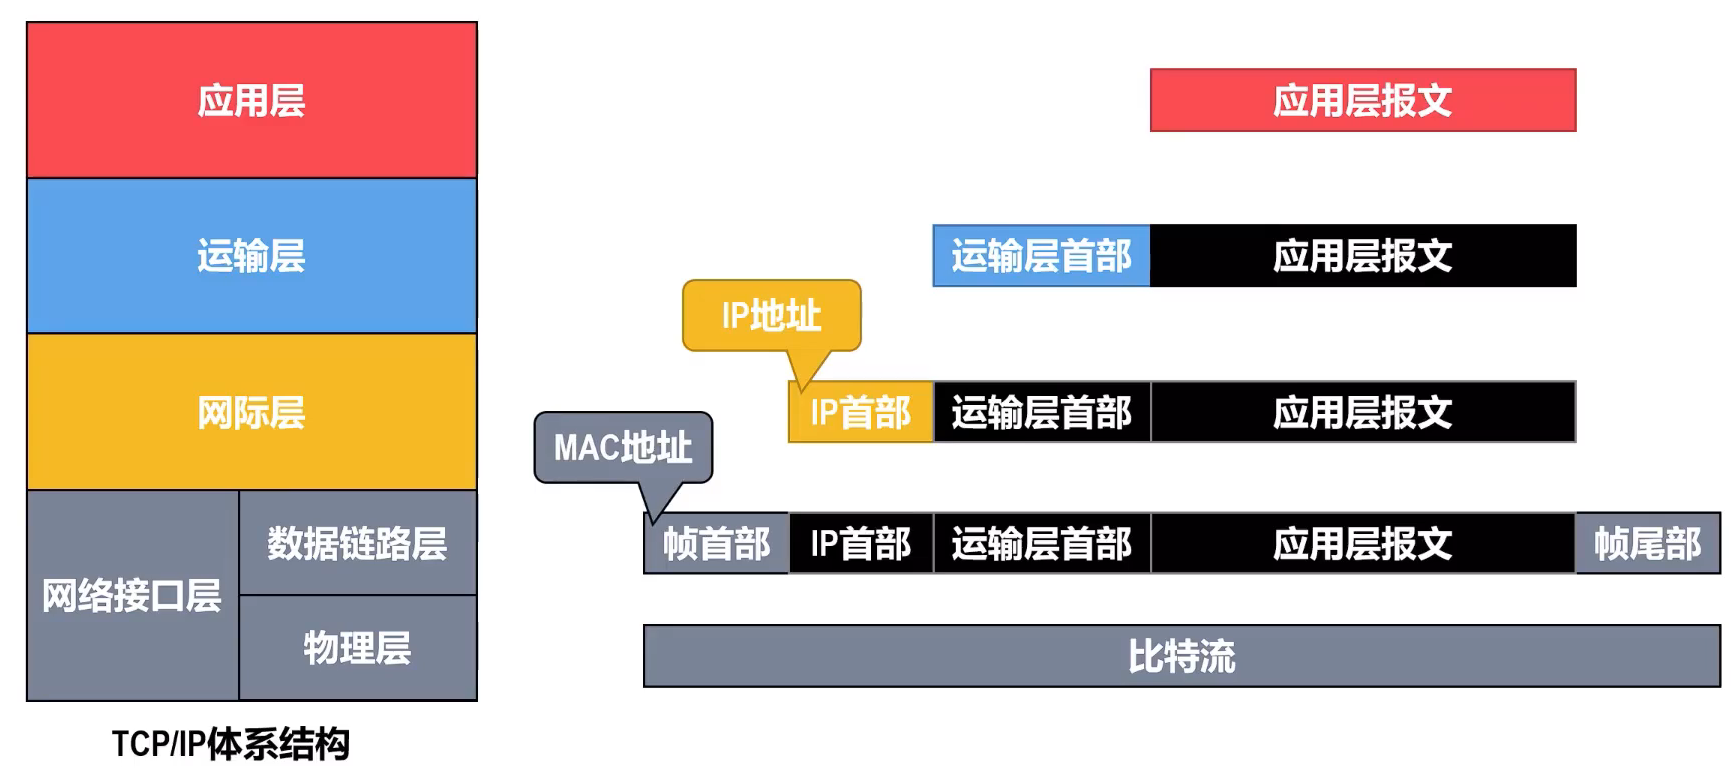 应用层
应用层报文
运输层
运输层首部 应用层报文
IP地址
网际层
IP首部 运输层首部 应用层报文
MAC地址
网络接口层
数据链路层
帧首部 IP首部 运输层首部 应用层报文 帧尾部
物理层
比特流
TCP/IP体系结构